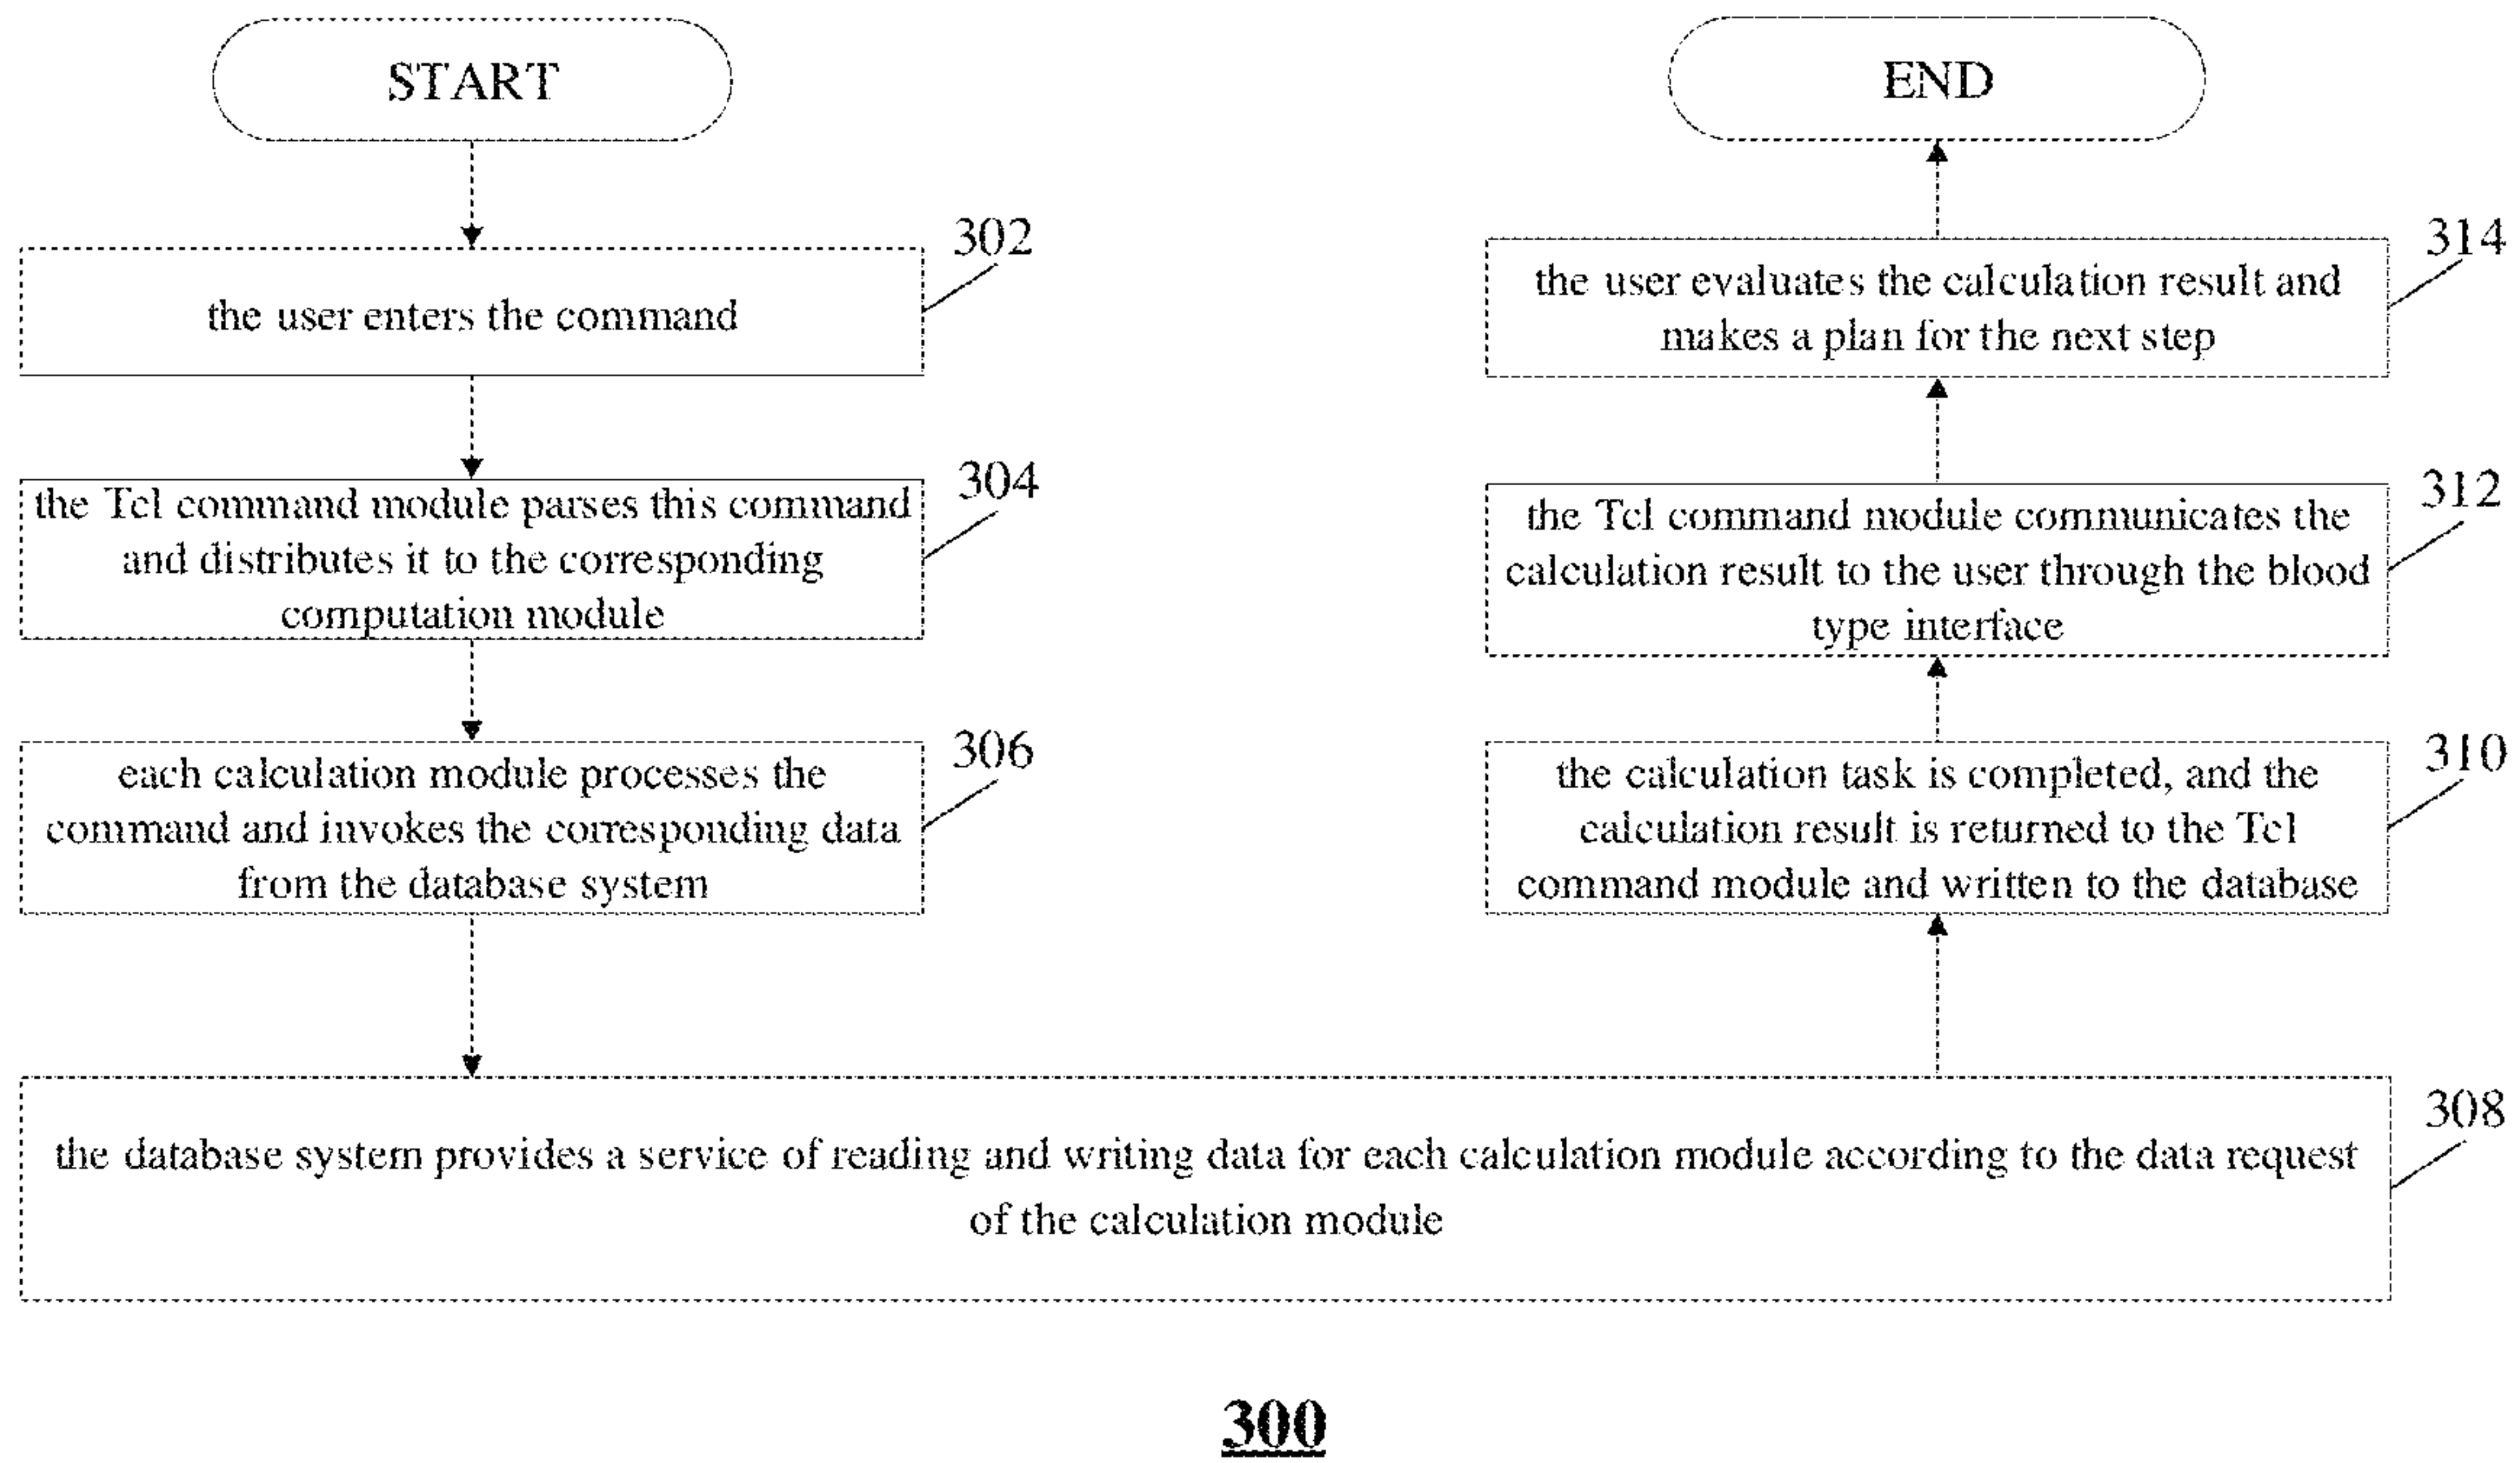 START
302
the user enters the command
304
the Tcl command module parses this command
and distributes it to the corresponding
computation module
306
each calculation module processes the
command and invokes the corresponding data
from the database system
308
the database system provides a service of reading and writing data for each calculation module according to the data request
of the calculation module
310
the calculation task is completed, and the
calculation result is returned to the Tcl
command module and written to the database
312
the Tcl command module communicates the
calculation result to the user through the blood
type interface
314
the user evaluates the calculation result and
makes a plan for the next step
END
300